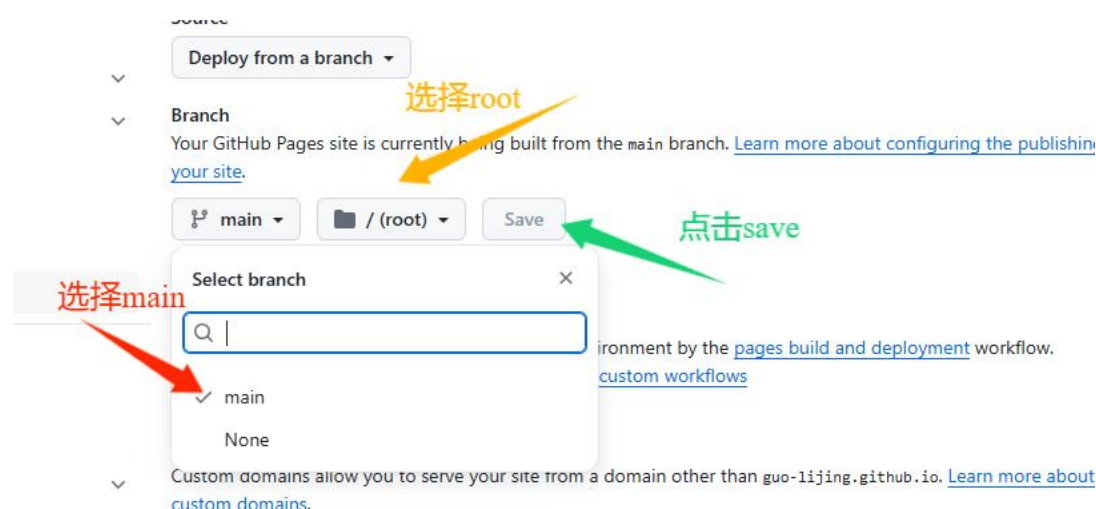 Source
Deploy from a branch
选择root
Branch
Your GitHub Pages site is currently being built from the main branch. Learn more about configuring the publishing
your site.
main
/ (root)
Save
点击save
Select branch
选择main
ironment by the pages build and deployment workflow.
custom workflows
main
None
Custom domains allow you to serve your site from a domain other than guo-lijing.github.io. Learn more about
custom domains.